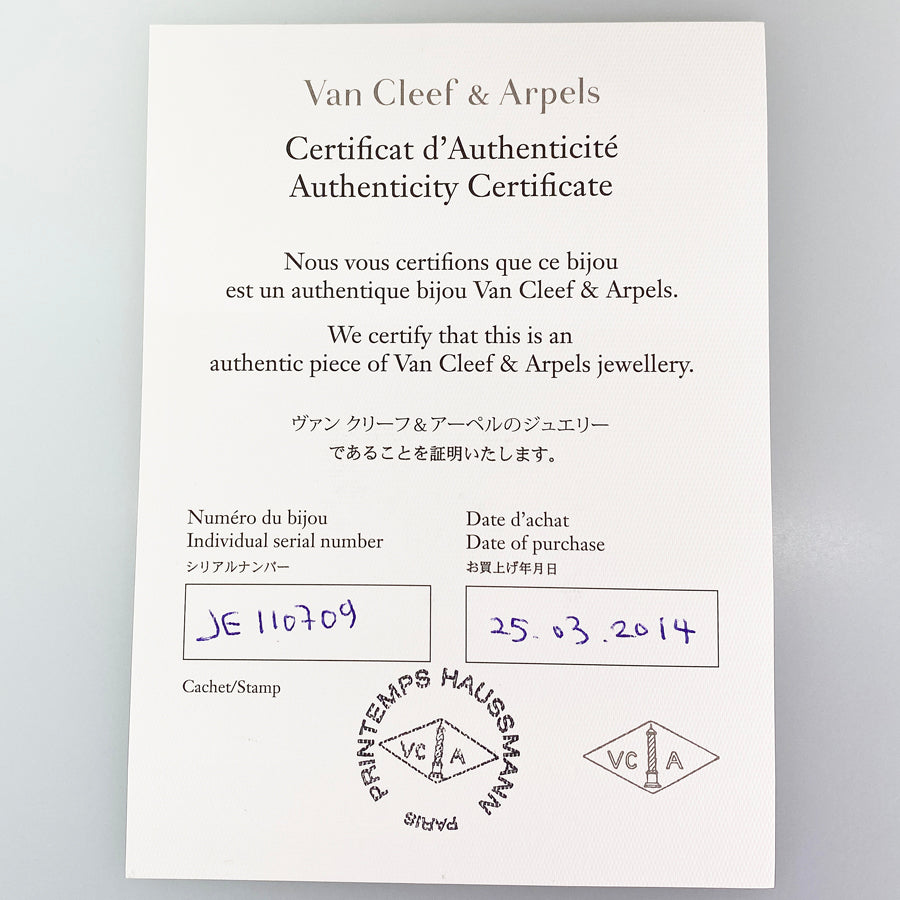 Van Cleef & Arpels
Certificat d'Authenticité
Authenticity Certificate
Nous vous certifions que ce bijou
est un authentique bijou Van Cleef & Arpels.
We certify that this is an
authentic piece of Van Cleef & Arpels jewellery.
ヴァン クリーフ&アーペルのジュエリー
であることを証明いたします。
Numéro du bijou
Individual serial number
シリアルナンバー
JE110709
Date d'achat
Date of purchase
お買上げ年月日
25.03.2014
Cachet/Stamp
PRINTEMPS HAUSSMANN
VC A
PARIS
VC A